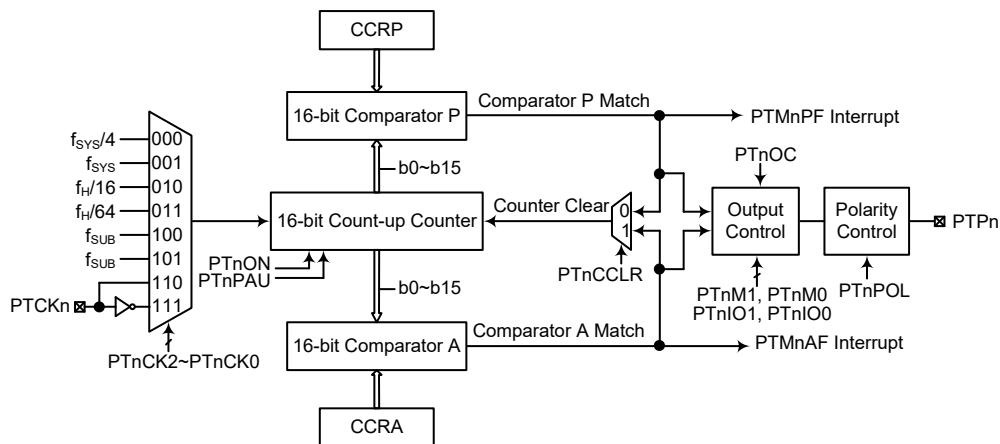 CCRP
16-bit Comparator P
Comparator P Match
PTMnPF Interrupt
b0~b15
fSYS/4
000
fSYS
001
fH/16
010
fH/64
011
fSUB
100
fSUB
101
110
111
PTCKn
PTnCK2~PTnCK0
16-bit Count-up Counter
PTnON
PTnPAU
Counter Clear
0
1
PTnCCLR
PTnOC
Output
Control
PTnM1, PTnM0
PTnIO1, PTnIO0
Polarity
Control
PTnPOL
PTPn
b0~b15
16-bit Comparator A
Comparator A Match
PTMnAF Interrupt
CCRA